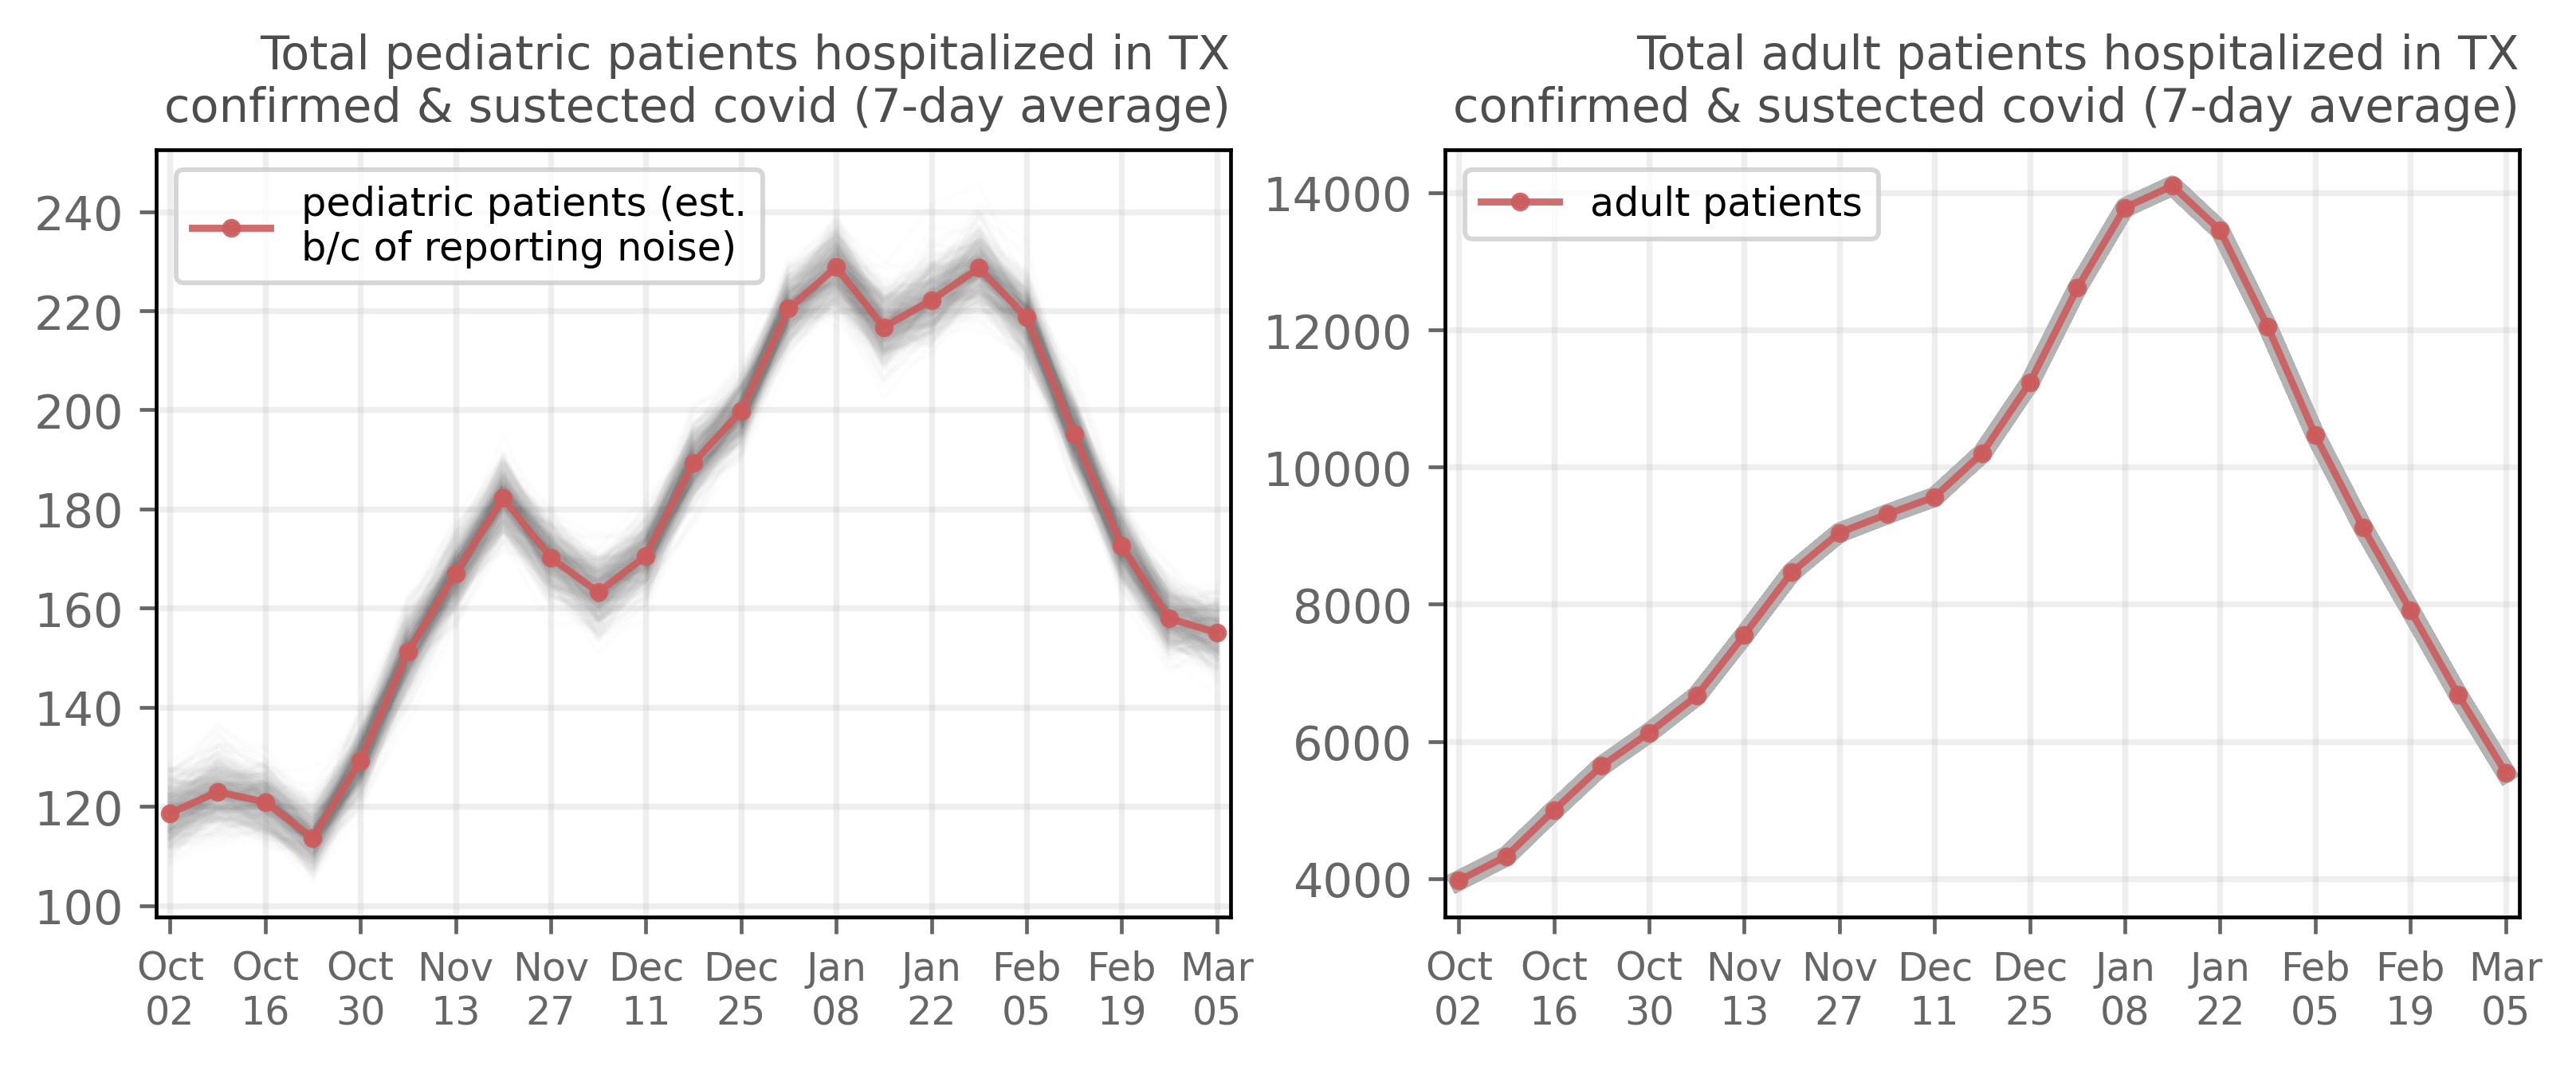 Total pediatric patients hospitalized in TX
confirmed & sustected covid (7-day average)
pediatric patients (est.
b/c of reporting noise)
240
220
200
180
160
140
120
100
Oct Oct Oct Nov Nov Dec Dec Jan Jan Feb Feb Mar
02 16 30 13 27 11 25 08 22 05 19 05
Total adult patients hospitalized in TX
confirmed & sustected covid (7-day average)
adult patients
14000
12000
10000
8000
6000
4000
Oct Oct Oct Nov Nov Dec Dec Jan Jan Feb Feb Mar
02 16 30 13 27 11 25 08 22 05 19 05